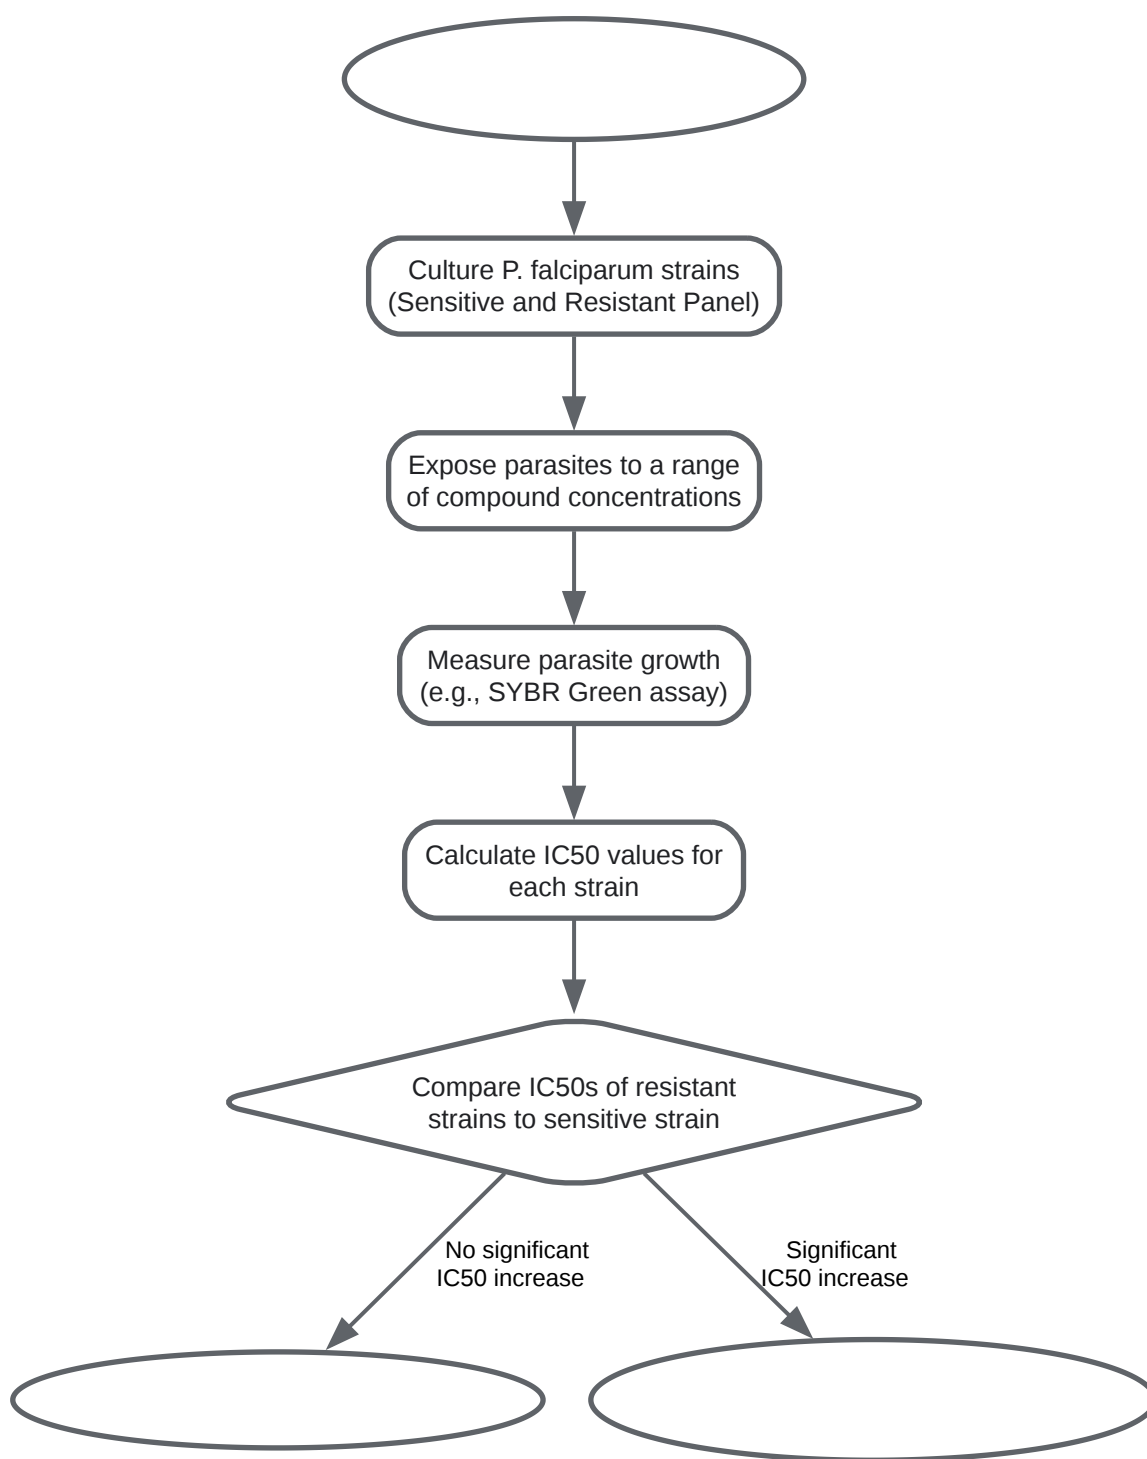 Culture P. falciparum strains
(Sensitive and Resistant Panel)
Expose parasites to a range
of compound concentrations
Measure parasite growth
(e.g., SYBR Green assay)
Calculate IC50 values for
each strain
Compare IC50s of resistant
strains to sensitive strain
No significant
IC50 increase
Significant
IC50 increase